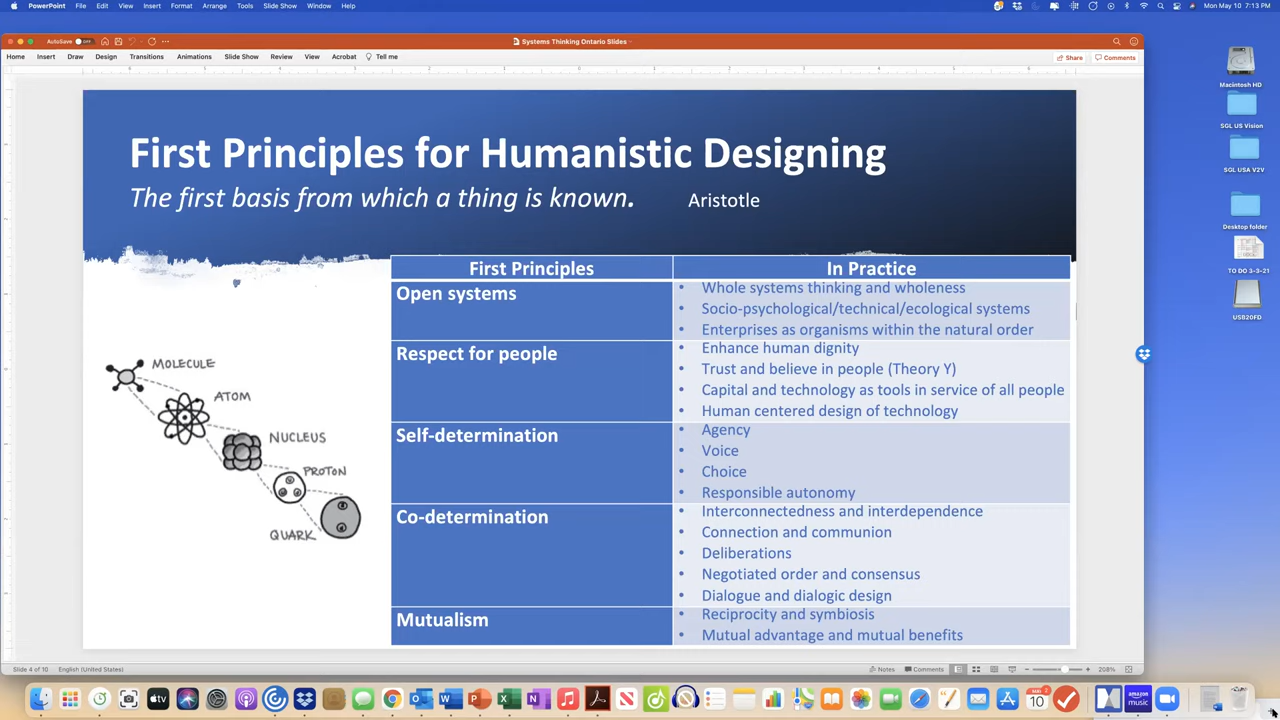 PowerPoint File Edit View Insert Format Arrange Tools Slide Show Window Help
Mon May 10 7:13 PM
AutoSave OFF
Systems Thinking Ontario Slides
Home Insert Draw Design Transitions Animations Slide Show Review View Acrobat Tell me
Share Comments
First Principles for Humanistic Designing
The first basis from which a thing is known. Aristotle
First Principles
In Practice
Open systems
• Whole systems thinking and wholeness
• Socio-psychological/technical/ecological systems
• Enterprises as organisms within the natural order
Respect for people
• Enhance human dignity
• Trust and believe in people (Theory Y)
• Capital and technology as tools in service of all people
• Human centered design of technology
Self-determination
• Agency
• Voice
• Choice
• Responsible autonomy
Co-determination
• Interconnectedness and interdependence
• Connection and communion
• Deliberations
• Negotiated order and consensus
• Dialogue and dialogic design
Mutualism
• Reciprocity and symbiosis
• Mutual advantage and mutual benefits
MOLECULE
ATOM
NUCLEUS
PROTON
QUARK
Macintosh HD
SGL US Vision
SGL USA V2V
Desktop folder
TO DO 3-3-21
USB20FD
Slide 4 of 10 English (United States)
Notes Comments
208%
tv
10
amazon
music